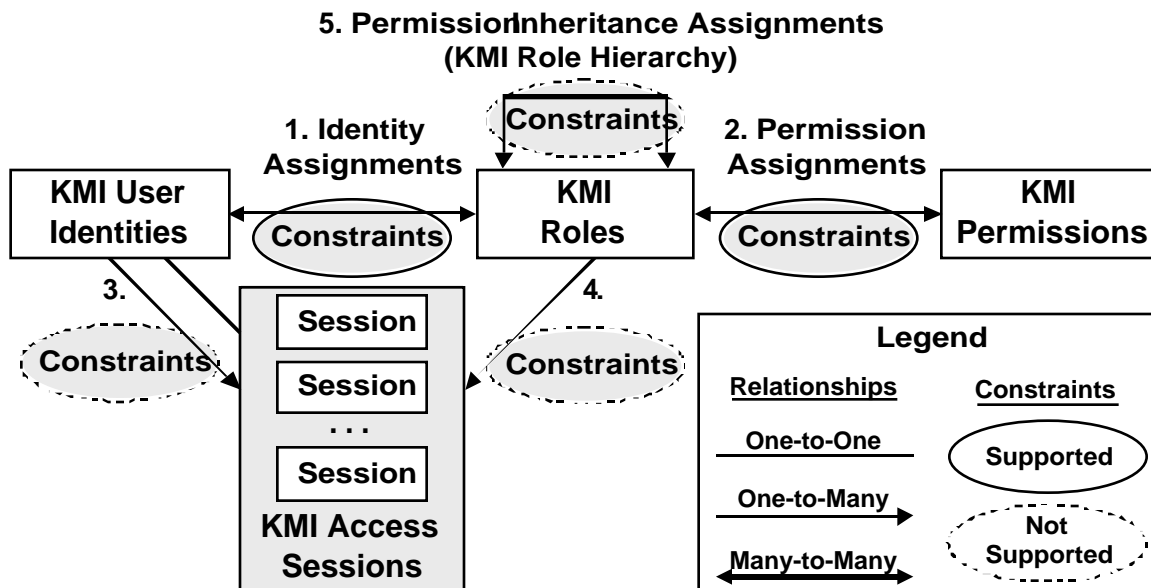 5. PermissionInheritance Assignments
(KMI Role Hierarchy)
Constraints
1. Identity
Assignments
2. Permission
Assignments
KMI User
Identities
Constraints
KMI
Roles
Constraints
KMI
Permissions
3.
4.
Constraints
Session
Session
. . .
Session
KMI Access
Sessions
Constraints
Legend
Relationships
One-to-One
One-to-Many
Many-to-Many
Constraints
Supported
Not
Supported